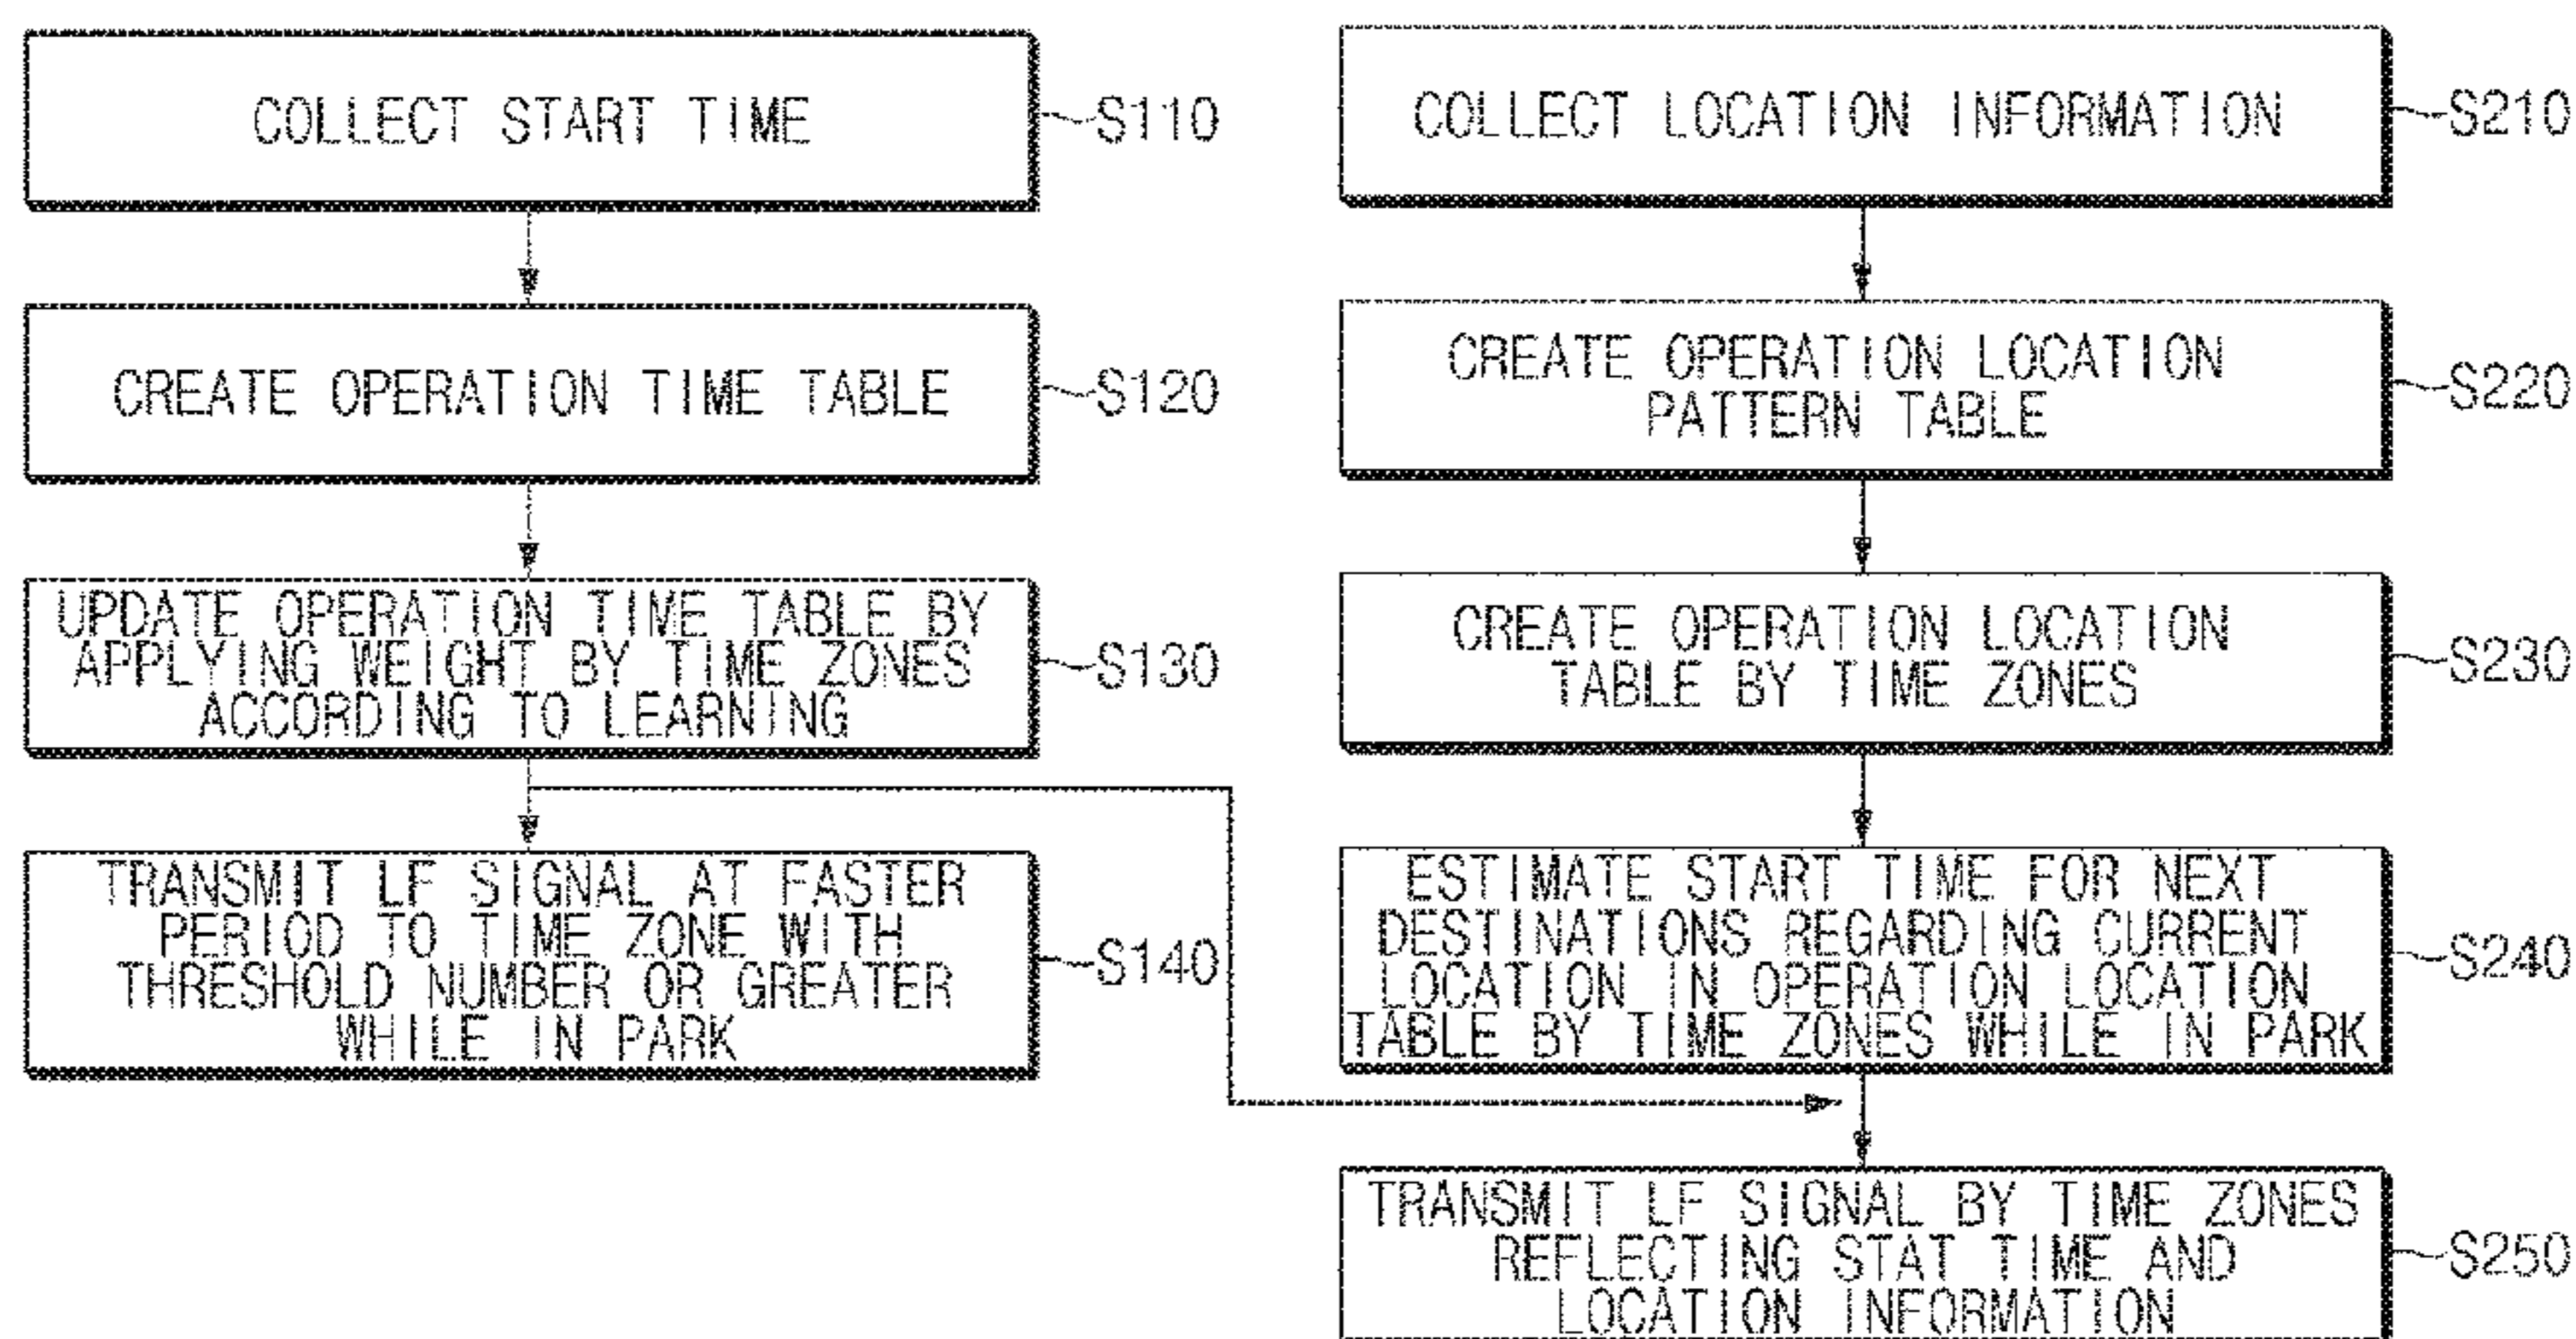 COLLECT START TIME
S110
CREATE OPERATION TIME TABLE
S120
UPDATE OPERATION TIME TABLE BY
APPLYING WEIGHT BY TIME ZONES
ACCORDING TO LEARNING
S130
TRANSMIT LF SIGNAL AT FASTER
PERIOD TO TIME ZONE WITH
THRESHOLD NUMBER OR GREATER
WHILE IN PARK
S140
COLLECT LOCATION INFORMATION
S210
CREATE OPERATION LOCATION
PATTERN TABLE
S220
CREATE OPERATION LOCATION
TABLE BY TIME ZONES
S230
ESTIMATE START TIME FOR NEXT
DESTINATIONS REGARDING CURRENT
LOCATION IN OPERATION LOCATION
TABLE BY TIME ZONES WHILE IN PARK
S240
TRANSMIT LF SIGNAL BY TIME ZONES
REFLECTING STAT TIME AND
LOCATION INFORMATION
S250